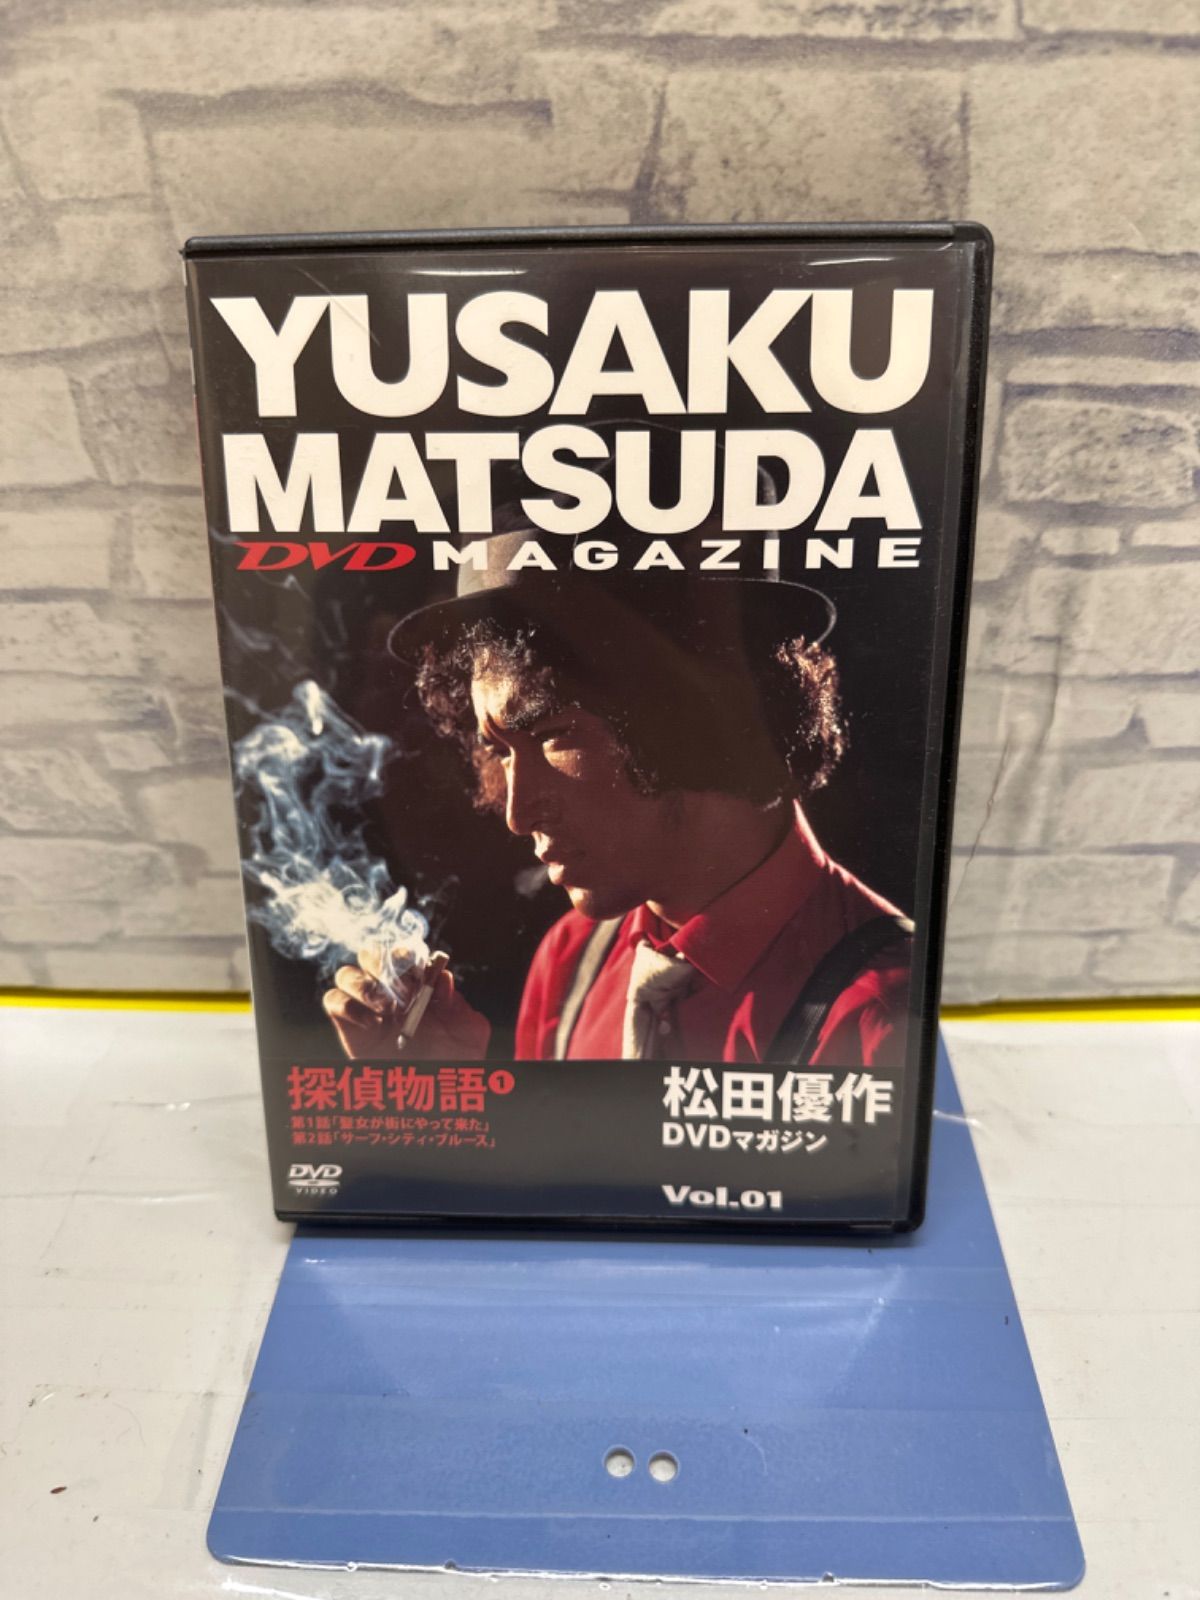 YUSAKU
MATSUDA
DVD MAGAZINE
探偵物語❶
第1話「聖女が街にやって来た」
第2話「サーフ・シティ・ブルース」
松田優作
DVDマガジン
DVD
VIDEO
Vol.01